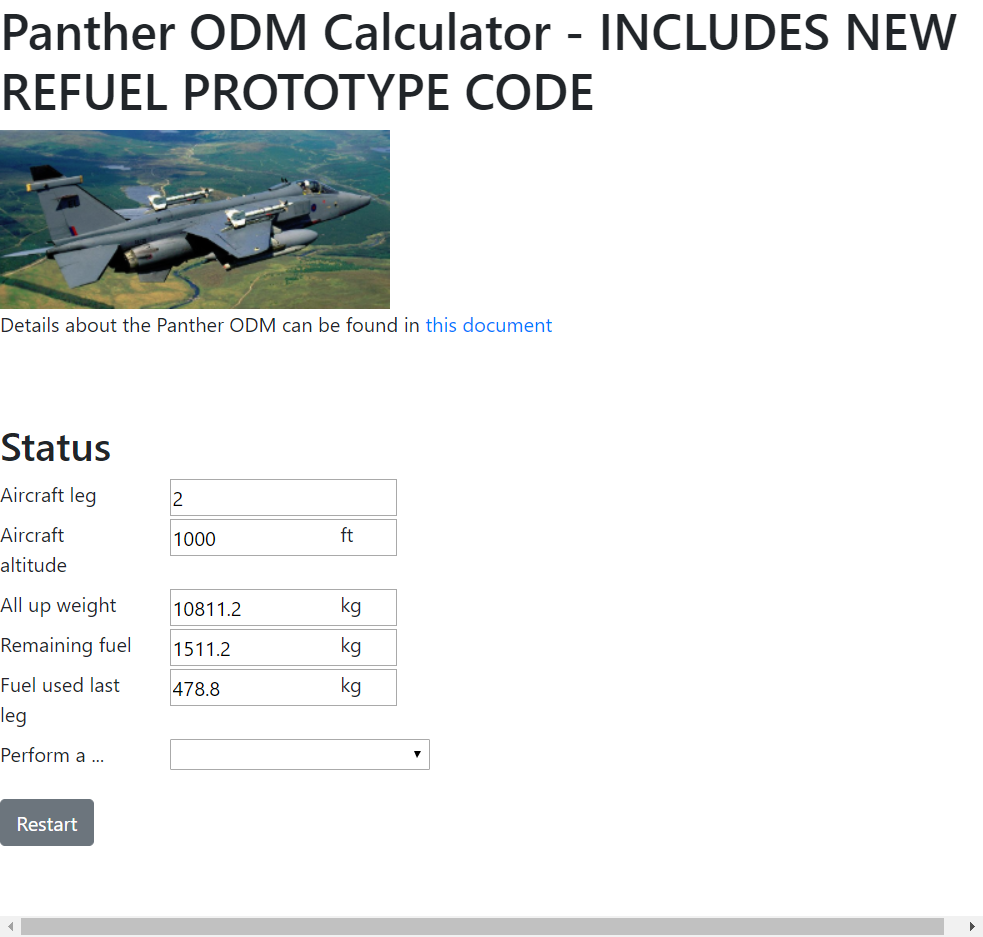 Panther ODM Calculator - INCLUDES NEW
REFUEL PROTOTYPE CODE
Details about the Panther ODM can be found in this document
Status
Aircraft leg 2
Aircraft 1000 ft
altitude
All up weight 10811.2 kg
Remaining fuel 1511.2 kg
Fuel used last 478.8 kg
leg
Perform a ...
Restart